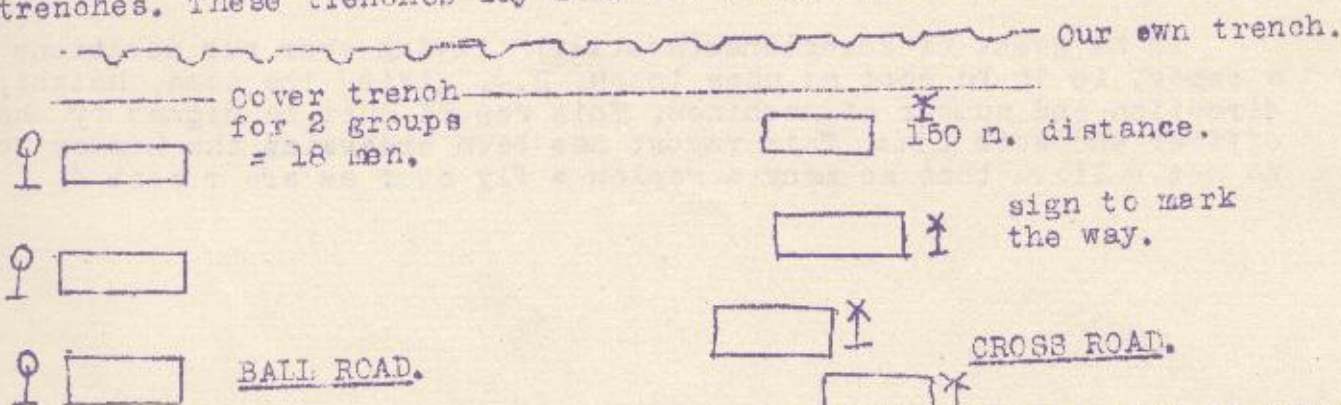 trenches. These trenches lay
Our own trench.
Cover trench
for 2 groups
= 18 men.
150 m. distance.
sign to mark
the way.
BALL ROAD.
CROSS ROAD.